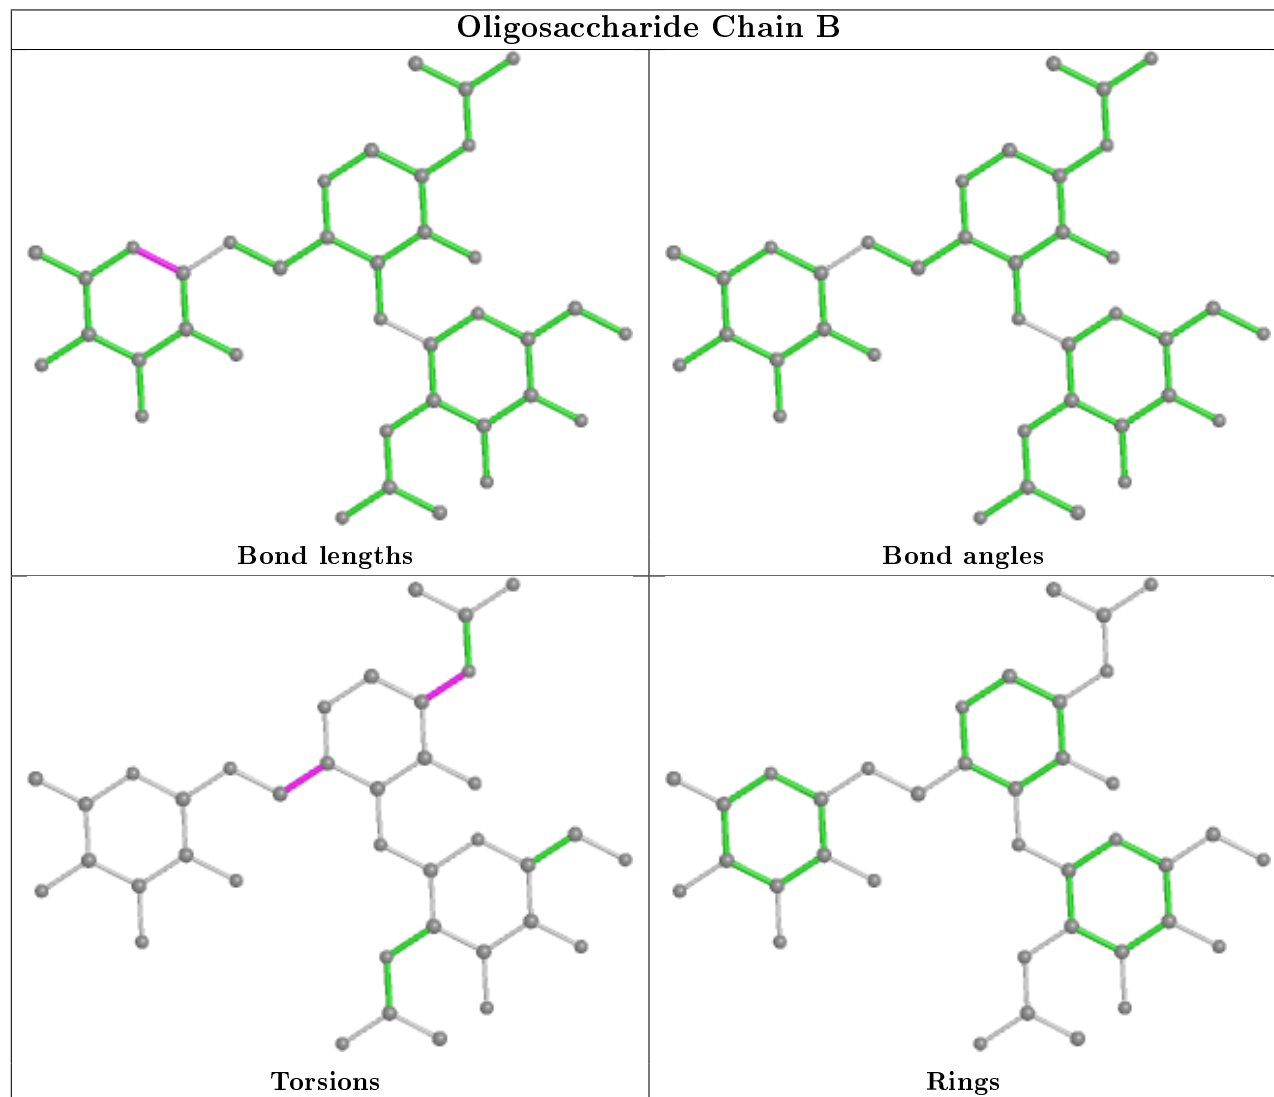 Oligosaccharide Chain B
Bond lengths
Bond angles
Torsions
Rings